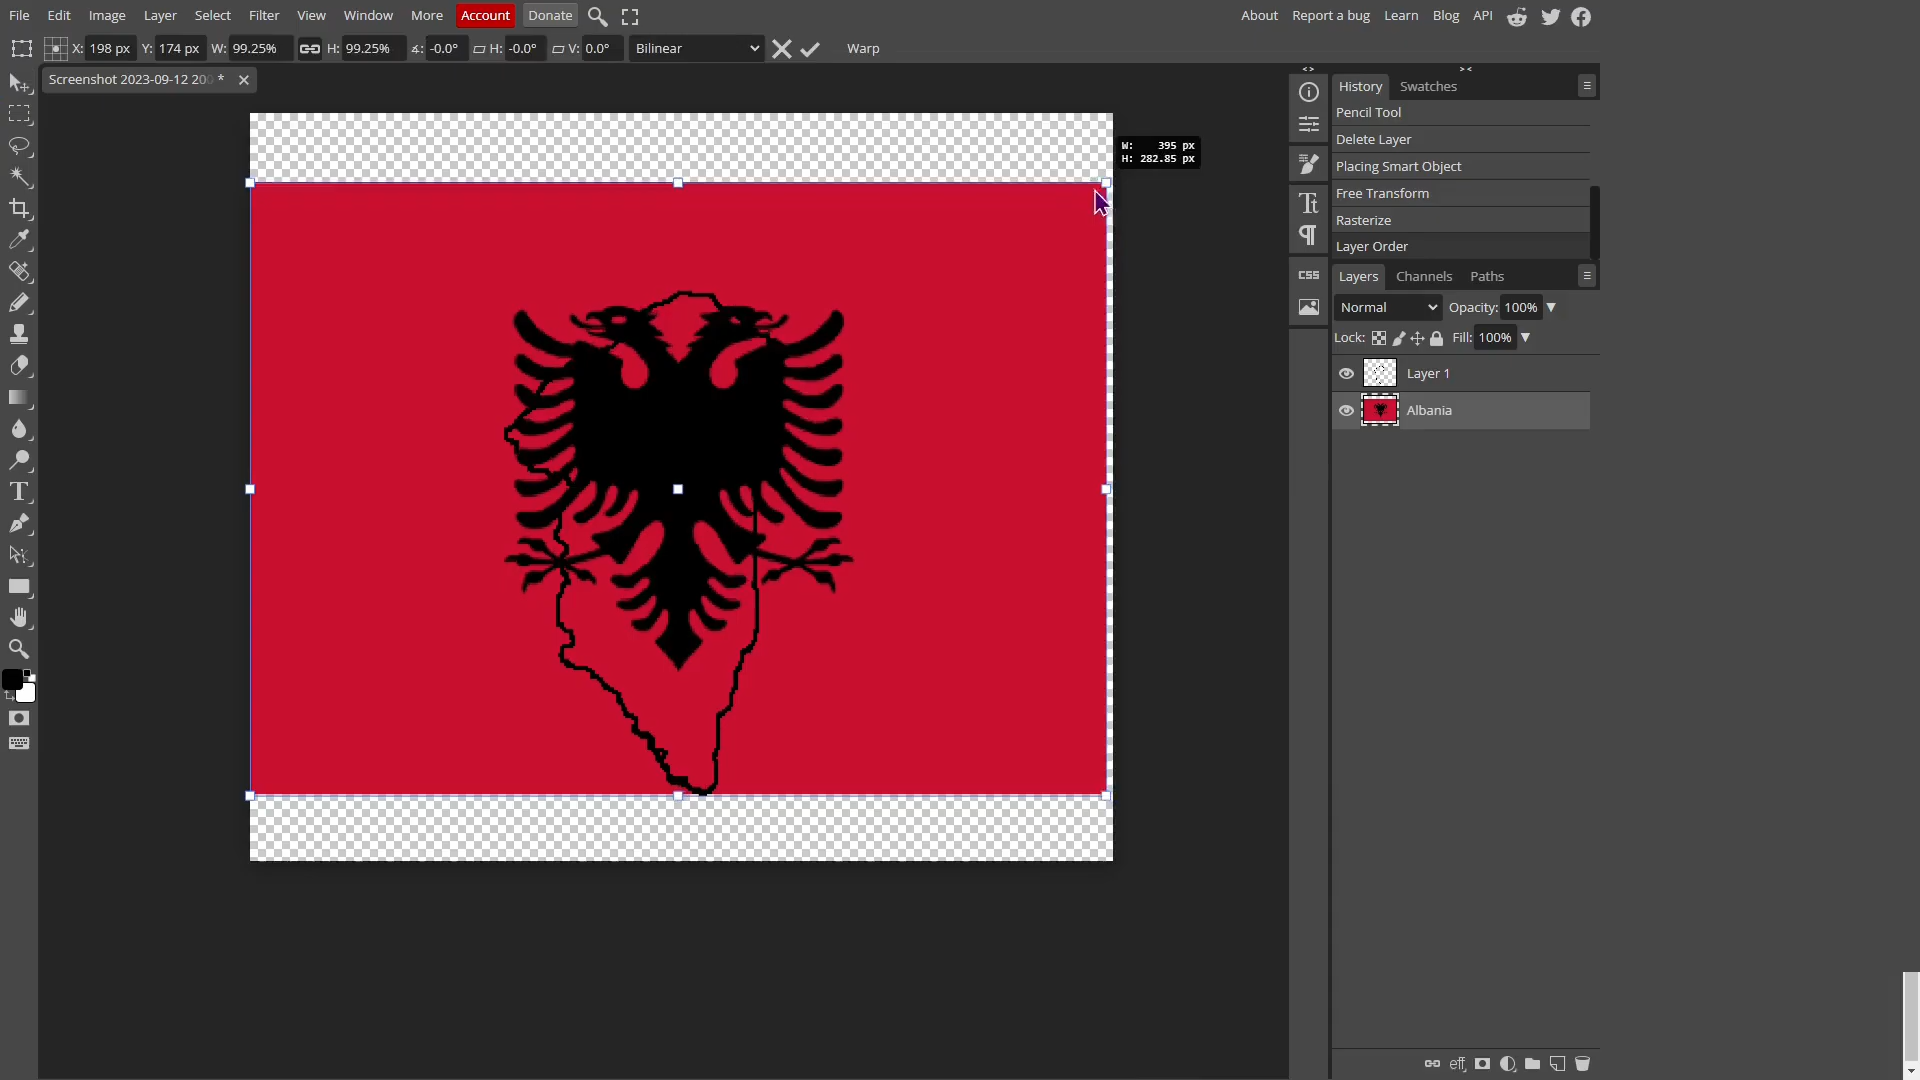 File Edit Image Layer Select Filter View Window More Account Donate About Report a bug Learn Blog API
X: 198 px Y: 174 px W: 99.25% H: 99.25% ∡: -0.0° H: -0.0° V: 0.0° Bilinear Warp
Screenshot 2023-09-12 200 *
W: 395 px
H: 282.85 px
History Swatches
Pencil Tool
Delete Layer
Placing Smart Object
Free Transform
Rasterize
Layer Order
Layers Channels Paths
Normal Opacity: 100%
Lock: Fill: 100%
Layer 1
Albania
Tt
CSS
T
eff